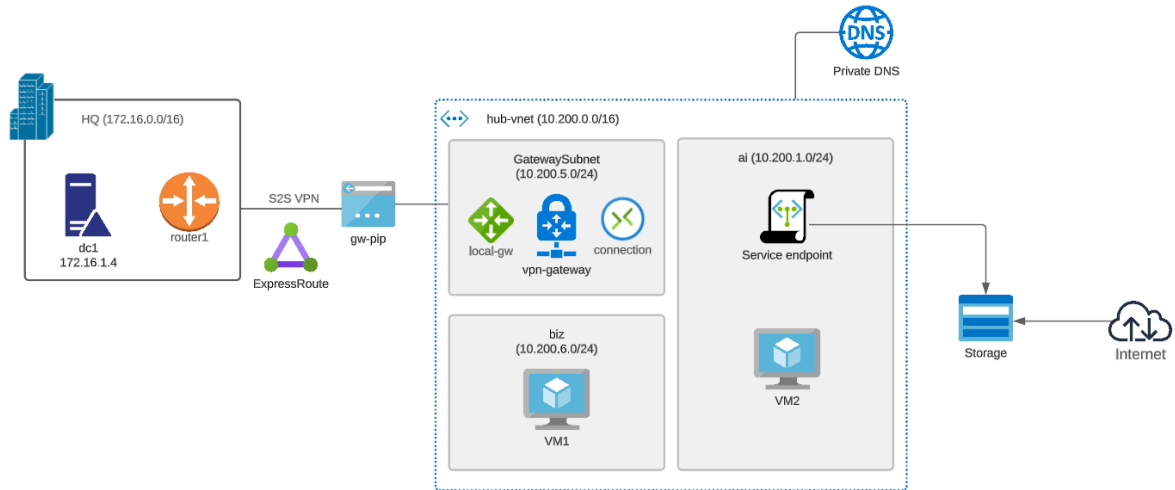 DNS
Private DNS
HQ (172.16.0.0/16)
dc1
172.16.1.4
router1
S2S VPN
ExpressRoute
gw-pip
hub-vnet (10.200.0.0/16)
GatewaySubnet
(10.200.5.0/24)
local-gw
vpn-gateway
connection
biz
(10.200.6.0/24)
VM1
ai (10.200.1.0/24)
Service endpoint
VM2
Storage
Internet